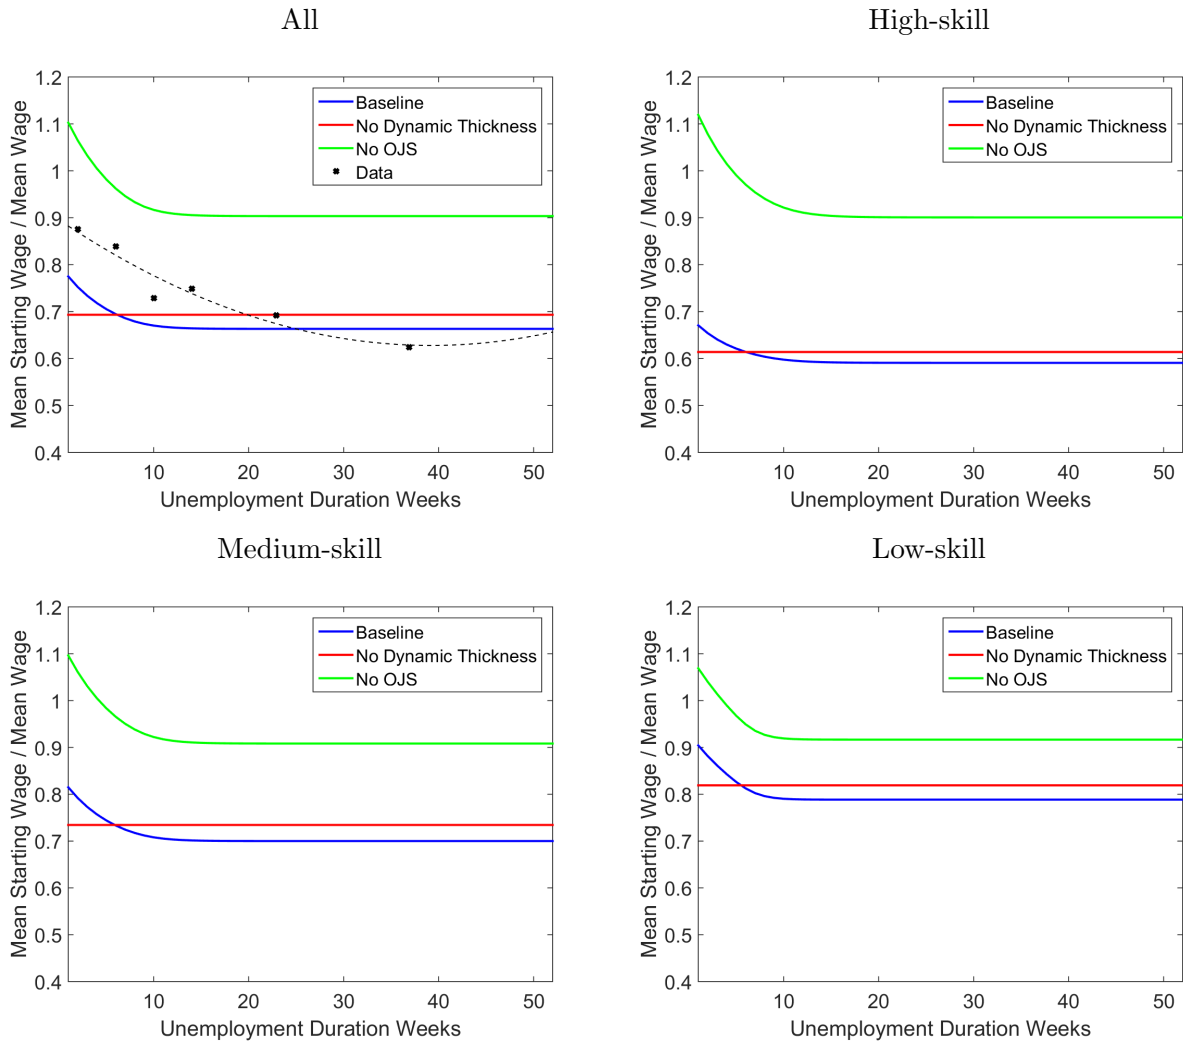 All
Mean Starting Wage / Mean Wage
1.2
1.1
1
0.9
0.8
0.7
0.6
0.5
0.4
Baseline
No Dynamic Thickness
No OJS
Data
10 20 30 40 50
Unemployment Duration Weeks
High-skill
Mean Starting Wage / Mean Wage
1.2
1.1
1
0.9
0.8
0.7
0.6
0.5
0.4
Baseline
No Dynamic Thickness
No OJS
10 20 30 40 50
Unemployment Duration Weeks
Medium-skill
Mean Starting Wage / Mean Wage
1.2
1.1
1
0.9
0.8
0.7
0.6
0.5
0.4
Baseline
No Dynamic Thickness
No OJS
10 20 30 40 50
Unemployment Duration Weeks
Low-skill
Mean Starting Wage / Mean Wage
1.2
1.1
1
0.9
0.8
0.7
0.6
0.5
0.4
Baseline
No Dynamic Thickness
No OJS
10 20 30 40 50
Unemployment Duration Weeks